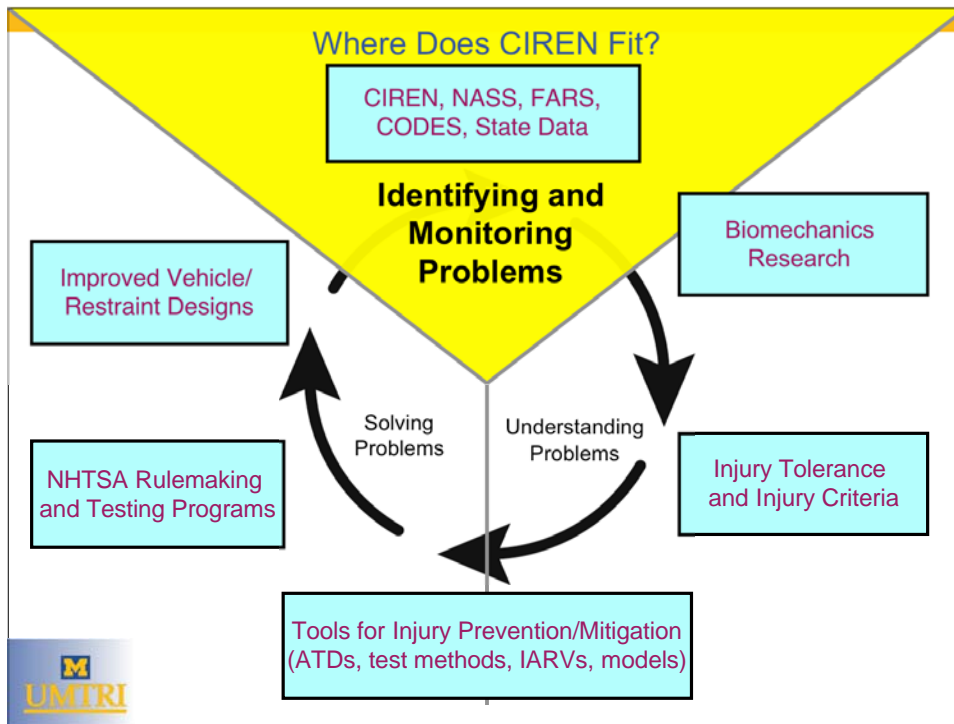 Where Does CIREN Fit?
CIREN, NASS, FARS,
CODES, State Data
Identifying and
Monitoring
Problems
Biomechanics
Research
Improved Vehicle/
Restraint Designs
Solving
Problems
Understanding
Problems
NHTSA Rulemaking
and Testing Programs
Injury Tolerance
and Injury Criteria
Tools for Injury Prevention/Mitigation
(ATDs, test methods, IARVs, models)
M
UMTRI